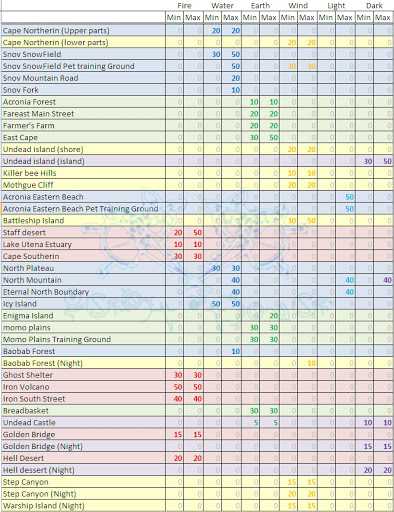 Fire Water Earth Wind Light Dark
Min Max Min Max Min Max Min Max Min Max Min Max
Cape Northerin (Upper parts) 0 0 20 20 0 0 0 0 0 0 0 0
Cape Northerin (lower parts) 0 0 0 0 0 0 20 20 0 0 0 0
Snov SnowField 0 0 30 50 0 0 0 0 0 0 0 0
Snov SnowField Pet training Ground 0 0 0 50 0 0 30 30 0 0 0 0
Snov Mountain Road 0 0 0 20 0 0 0 0 0 0 0 0
Snov Fork 0 0 0 10 0 0 0 0 0 0 0 0
Acronia Forest 0 0 0 0 10 10 0 0 0 0 0 0
Fareast Main Street 0 0 0 0 20 20 0 0 0 0 0 0
Farmer's Farm 0 0 0 0 20 20 0 0 0 0 0 0
East Cape 0 0 0 0 30 50 0 0 0 0 0 0
Undead island (shore) 0 0 0 0 0 0 20 20 0 0 0 0
Undead island (island) 0 0 0 0 0 0 0 0 0 0 30 50
Killer bee Hills 0 0 0 0 0 0 10 10 0 0 0 0
Mothgue Cliff 0 0 0 0 0 0 20 20 0 0 0 0
Acronia Eastern Beach 0 0 0 0 0 0 0 0 0 50 0 0
Acronia Eastern Beach Pet Training Ground 0 0 0 0 0 0 0 0 0 50 0 0
Battleship Island 0 0 0 0 0 0 30 50 0 0 0 0
Staff desert 20 50 0 0 0 0 0 0 0 0 0 0
Lake Utena Estuary 10 10 0 0 0 0 0 0 0 0 0 0
Cape Southerin 30 30 0 0 0 0 0 0 0 0 0 0
North Plateau 0 0 30 30 0 0 0 0 0 0 0 0
North Mountain 0 0 0 40 0 0 0 0 0 40 0 40
Eternal North Boundary 0 0 0 40 0 0 0 0 0 40 0 0
Icy Island 0 0 50 50 0 0 0 0 0 0 0 0
Enigma Island 0 0 0 0 0 20 0 0 0 0 0 0
momo plains 0 0 0 0 30 30 0 0 0 0 0 0
Momo Plains Training Ground 0 0 0 0 30 30 0 0 0 0 0 0
Baobab Forest 0 0 0 10 0 0 0 0 0 0 0 0
Baobab Forest (Night) 0 0 0 0 0 0 0 10 0 0 0 0
Ghost Shelter 30 30 0 0 0 0 0 0 0 0 0 0
Iron Volcano 50 50 0 0 0 0 0 0 0 0 0 0
Iron South Street 40 40 0 0 0 0 0 0 0 0 0 0
Breadbasket 0 0 0 0 30 30 0 0 0 0 0 0
Undead Castle 0 0 0 0 5 5 0 0 0 0 10 10
Golden Bridge 15 15 0 0 0 0 0 0 0 0 0 0
Golden Bridge (Night) 0 0 0 0 0 0 0 0 0 0 15 15
Hell Desert 20 20 0 0 0 0 0 0 0 0 0 0
Hell dessert (Night) 0 0 0 0 0 0 0 0 0 0 20 20
Step Canyon 0 0 0 0 0 0 15 15 0 0 0 0
Step Canyon (Night) 0 0 0 0 0 0 20 20 0 0 0 0
Warship Island (Night) 0 0 0 0 0 0 15 15 0 0 0 0